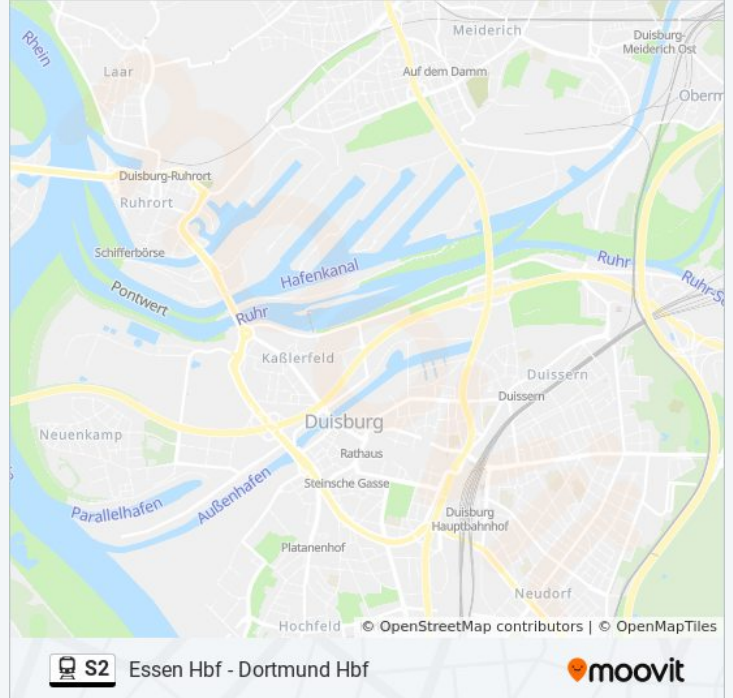 Rhein
Meiderich
Duisburg-
Meiderich Ost
Laar
Auf dem Damm
Oberm
Duisburg-Ruhrort
Ruhrort
Schifferbörse
Hafenkanal
Ruhr
Ruhr-S
Pontwert
Ruhr
Kaßlerfeld
Duissern
Duissern
Duisburg
Neuenkamp
Rathaus
Steinsche Gasse
Außenhafen
Parallelhafen
Duisburg
Hauptbahnhof
Platanenhof
Neudorf
Hochfeld
© OpenStreetMap contributors | © OpenMapTiles
S2 Essen Hbf - Dortmund Hbf
moovit